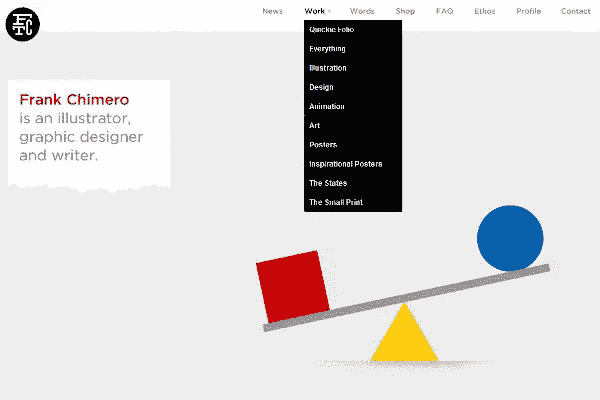 ETC
News Work Words Shop FAQ Ethos Profile Contact
Quickie Folio
Everything
Illustration
Design
Animation
Art
Posters
Inspirational Posters
The States
The Small Print
Frank Chimero
is an illustrator,
graphic designer
and writer.